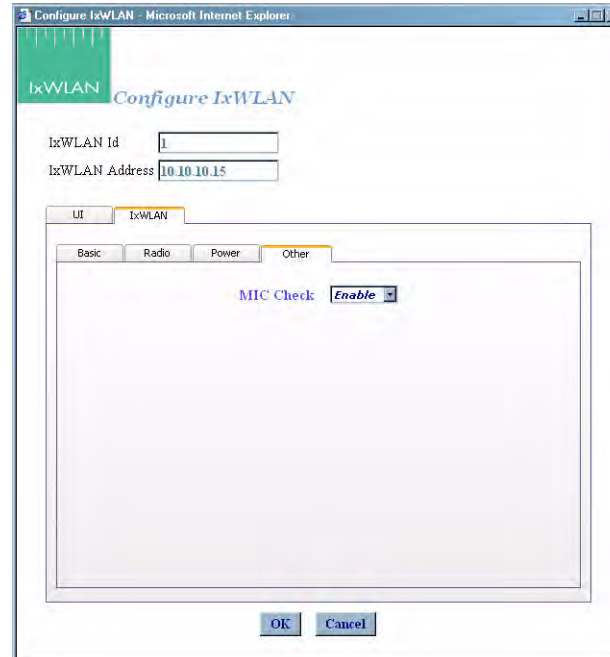 Configure IxWLAN - Microsoft Internet Explorer
IxWLAN
Configure IxWLAN
IxWLAN Id 1
IxWLAN Address 10.10.10.15
UI IxWLAN
Basic Radio Power Other
MIC Check Enable
OK Cancel